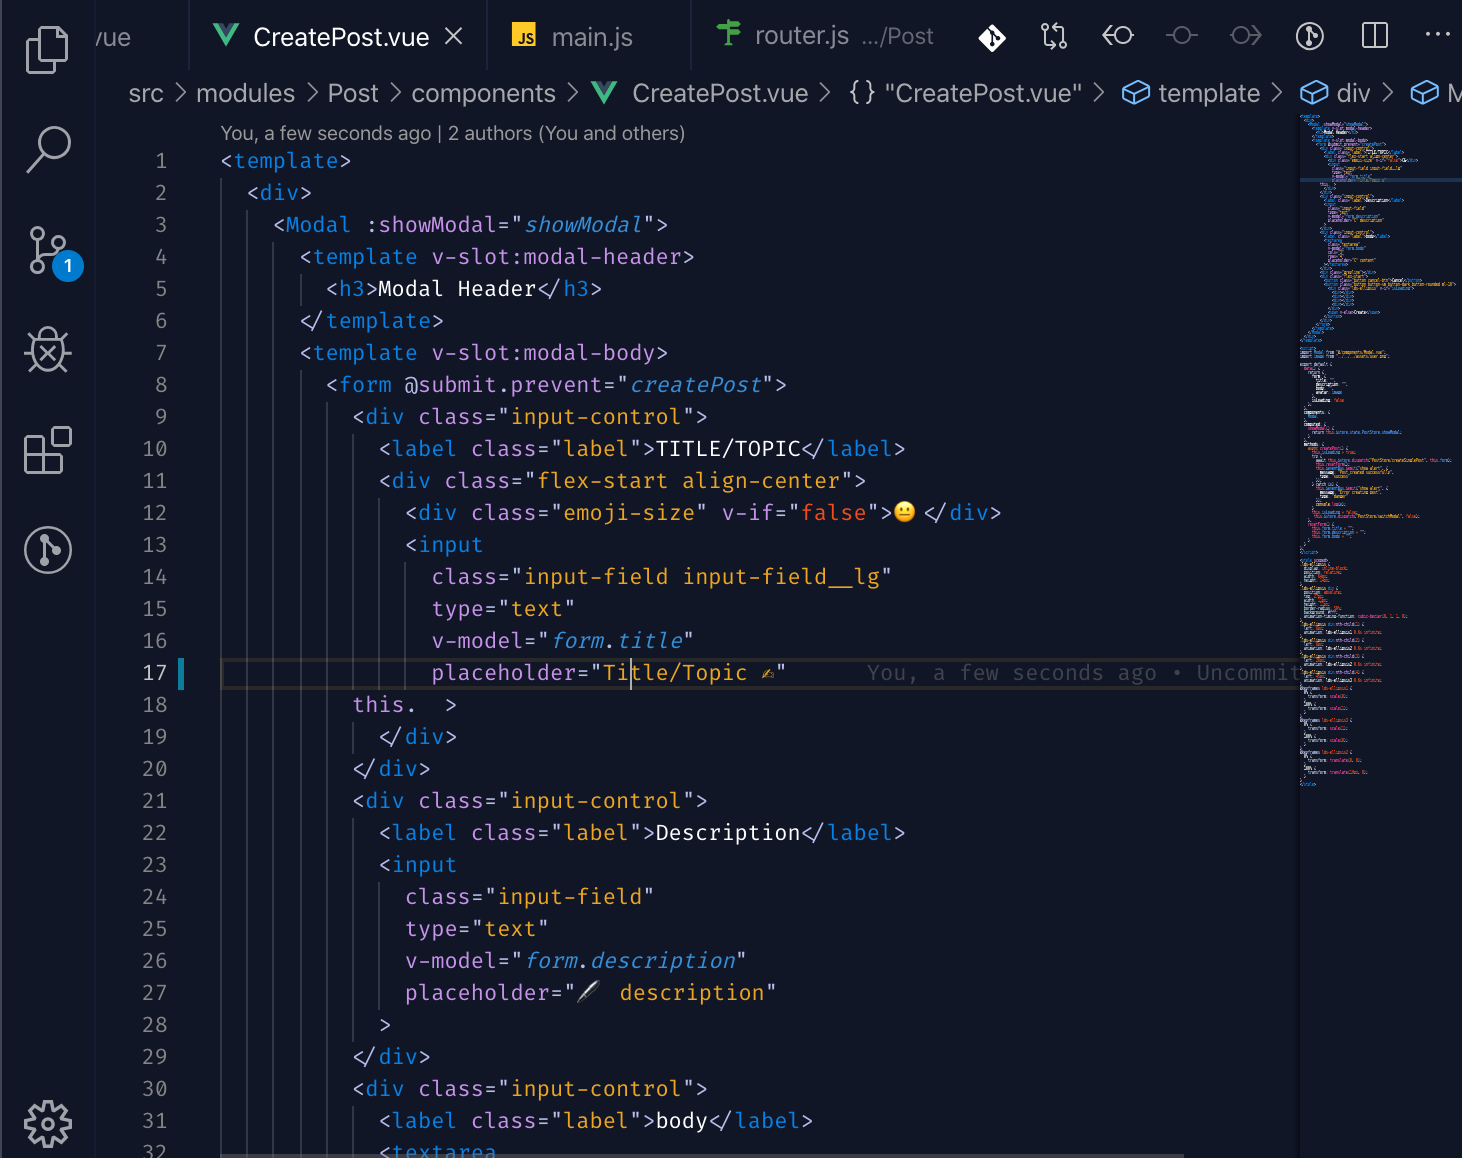 vue
CreatePost.vue
JS main.js
router.js .../Post
src > modules > Post > components > CreatePost.vue > {} "CreatePost.vue" > template > div > M
You, a few seconds ago | 2 authors (You and others)
1 <template>
2 <div>
3 <Modal :showModal="showModal">
4 <template v-slot:modal-header>
5 <h3>Modal Header</h3>
6 </template>
7 <template v-slot:modal-body>
8 <form @submit.prevent="createPost">
9 <div class="input-control">
10 <label class="label">TITLE/TOPIC</label>
11 <div class="flex-start align-center">
12 <div class="emoji-size" v-if="false">😐 </div>
13 <input
14 class="input-field input-field__lg"
15 type="text"
16 v-model="form.title"
17 placeholder="Title/Topic ✍" You, a few seconds ago • Uncommit
18 this. >
19 </div>
20 </div>
21 <div class="input-control">
22 <label class="label">Description</label>
23 <input
24 class="input-field"
25 type="text"
26 v-model="form.description"
27 placeholder="🪶 description"
28 >
29 </div>
30 <div class="input-control">
31 <label class="label">body</label>
32 <textarea
1